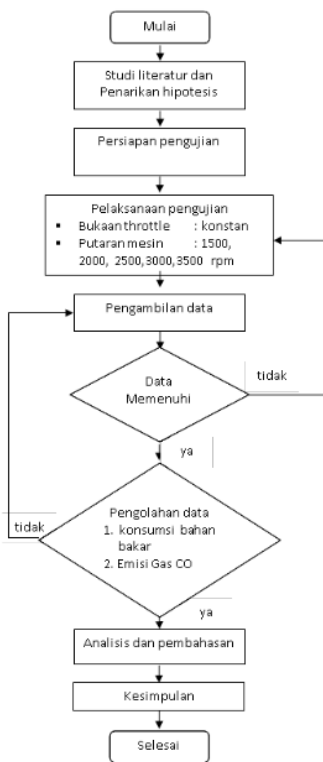 Mulai
Studi literatur dan
Penarikan hipotesis
Persiapan pengujian
Pelaksanaan pengujian
▪ Bukaan throttle : konstan
▪ Putaran mesin : 1500,
2000, 2500,3000,3500 rpm
Pengambilan data
Data
Memenuhi
tidak
ya
Pengolahan data
1. konsumsi bahan
bakar
2. Emisi Gas CO
tidak
ya
Analisis dan pembahasan
Kesimpulan
Selesai